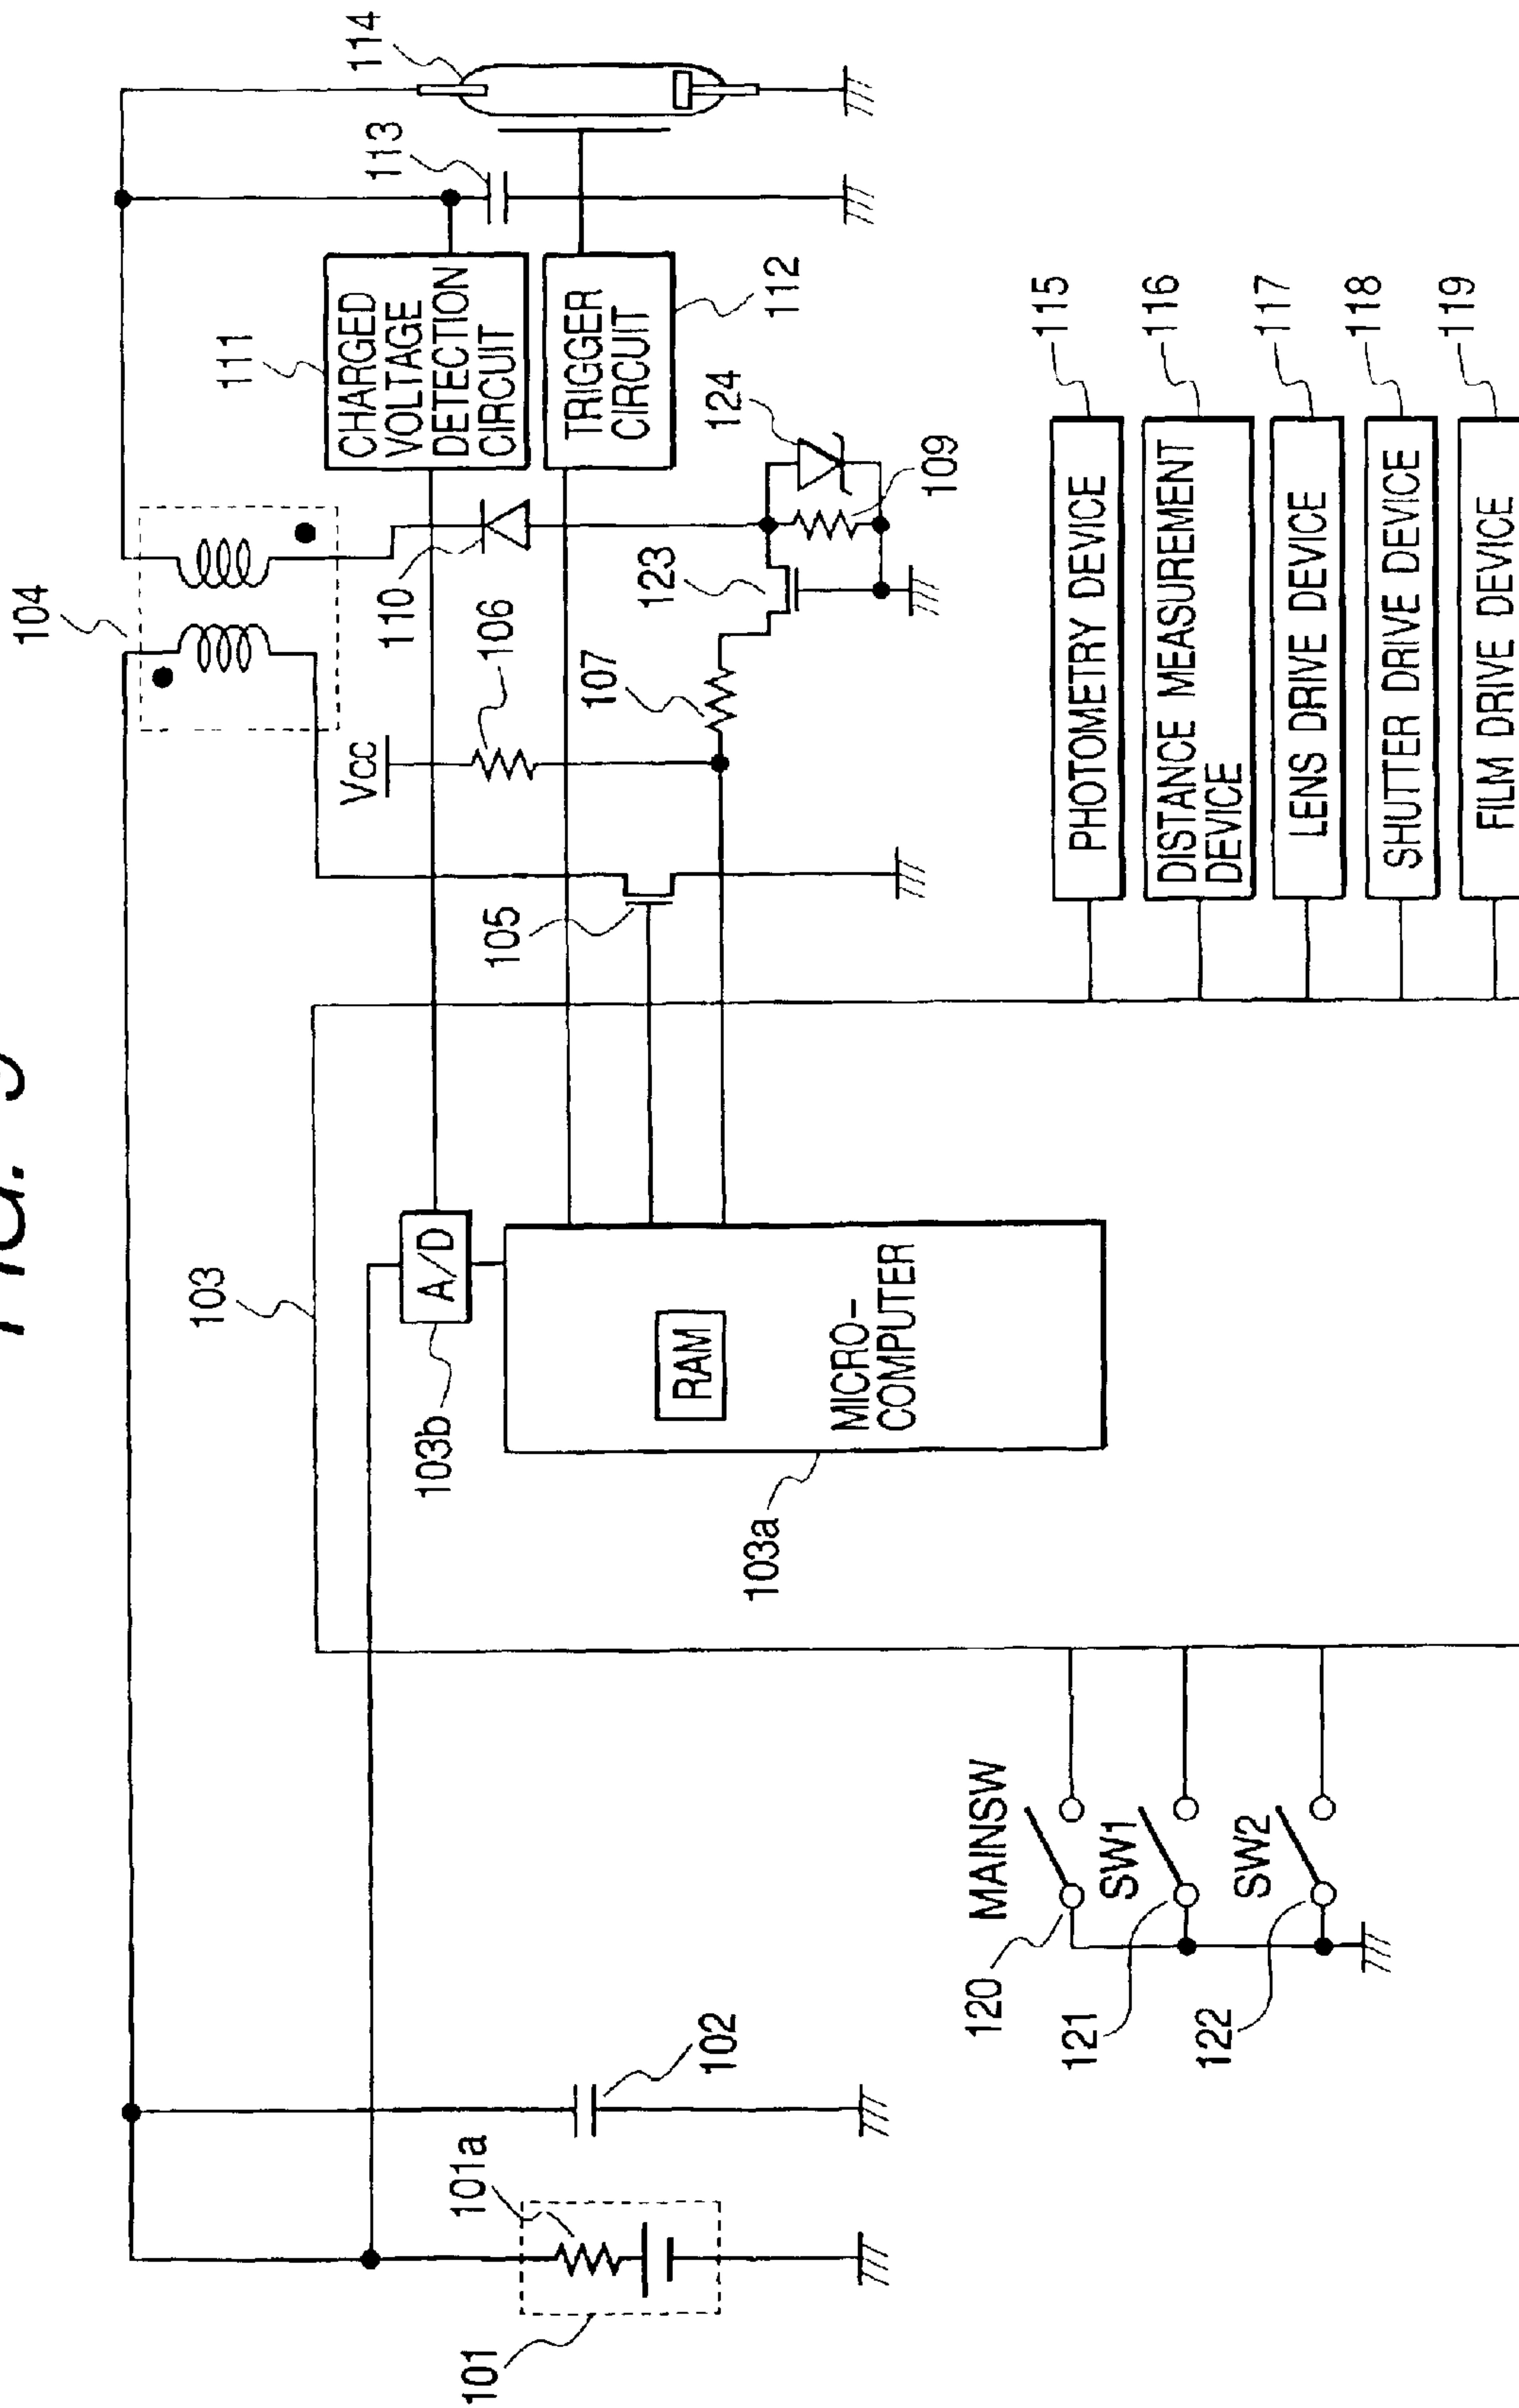 104
114
113
111
CHARGED
VOLTAGE
DETECTION
CIRCUIT
TRIGGER
CIRCUIT
112
110
106
107
123
124
109
Vcc
105
103
A/D
103b
RAM
MICRO-
COMPUTER
103a
101
101a
102
MAINSW
SW1
SW2
120
121
122
PHOTOMETRY DEVICE
115
DISTANCE MEASUREMENT
DEVICE
116
LENS DRIVE DEVICE
117
SHUTTER DRIVE DEVICE
118
FILM DRIVE DEVICE
119